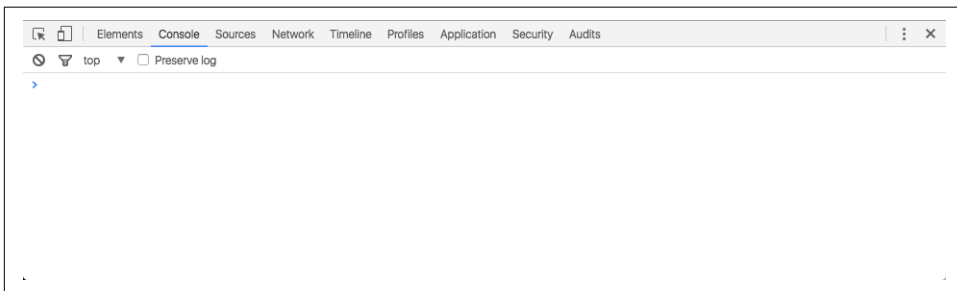 Elements Console Sources Network Timeline Profiles Application Security Audits
top Preserve log